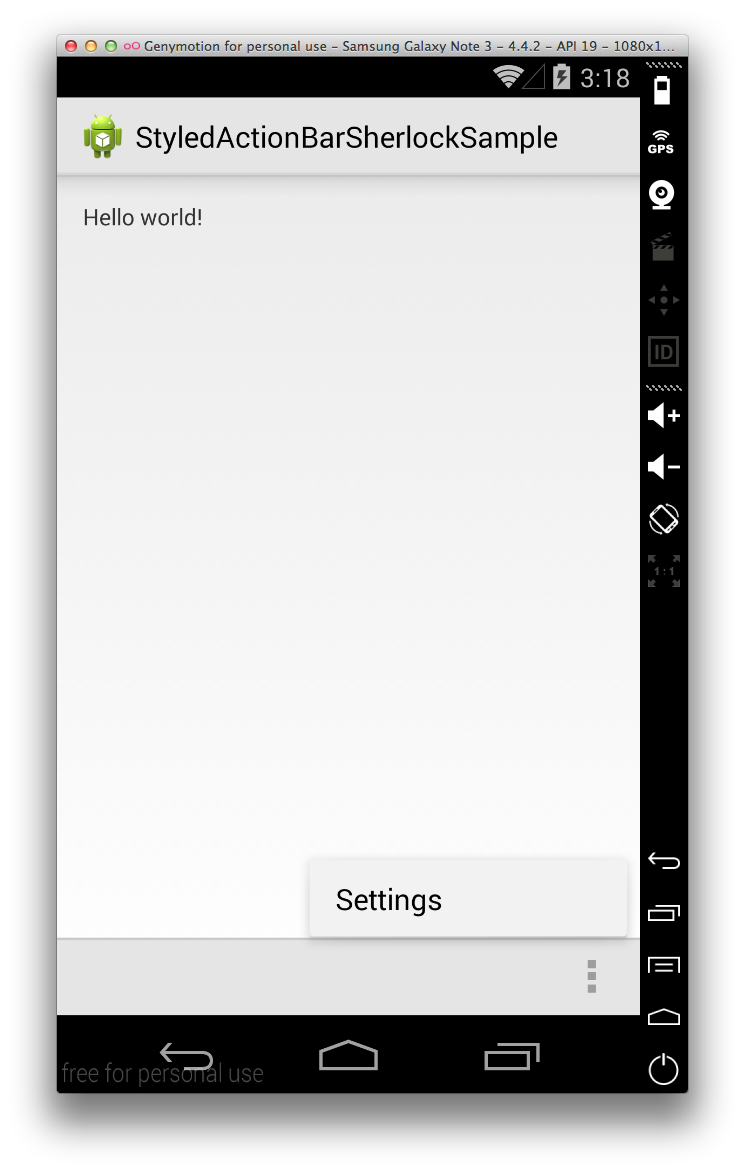 Genymotion for personal use – Samsung Galaxy Note 3 – 4.4.2 – API 19 – 1080x1...
3:18
StyledActionBarSherlockSample
GPS
Hello world!
ID
1:1
Settings
free for personal use